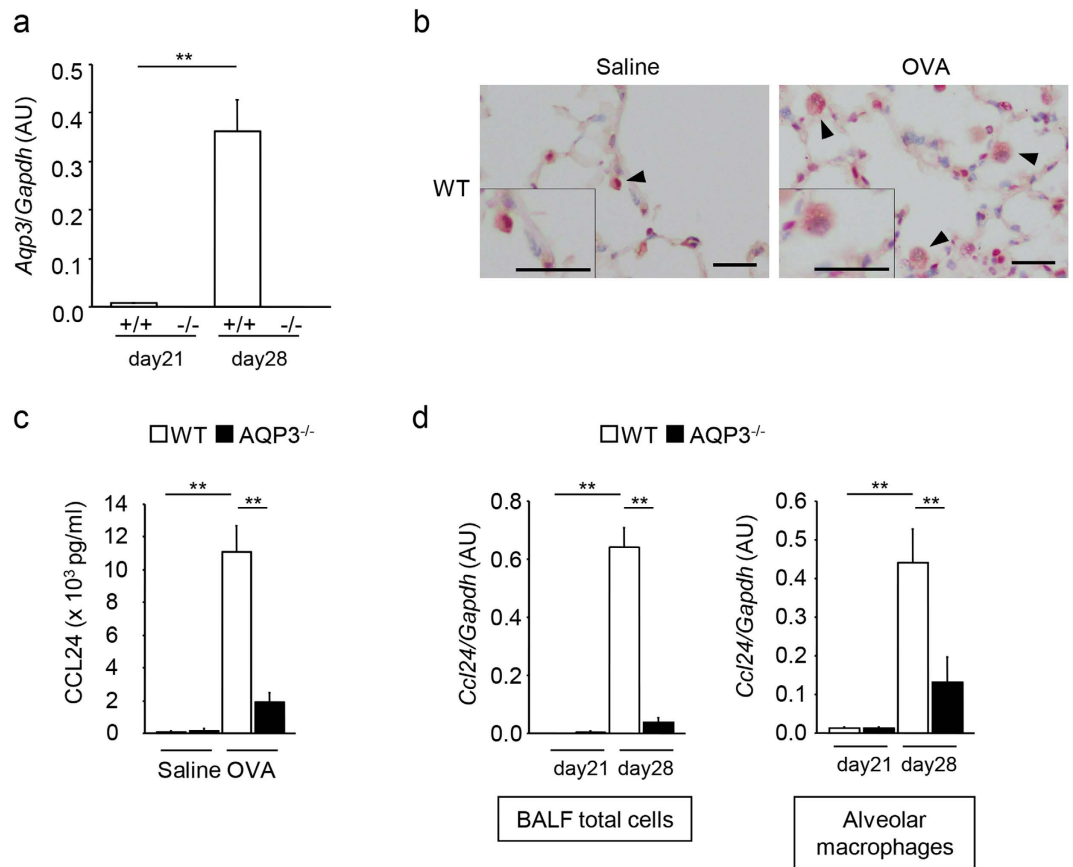 a
**
0.5
0.4
0.3
0.2
0.1
0.0
Aqp3/Gapdh (AU)
+/+ -/- +/+ -/-
day21 day28
b
Saline OVA
WT
c
WT AQP3-/-
** **
14
12
10
8
6
4
2
0
CCL24 (x 10³ pg/ml)
Saline OVA
d
WT AQP3-/-
** **
0.8
0.6
0.4
0.2
0.0
Ccl24/Gapdh (AU)
day21 day28
BALF total cells
** **
0.6
0.5
0.4
0.3
0.2
0.1
0.0
Ccl24/Gapdh (AU)
day21 day28
Alveolar
macrophages